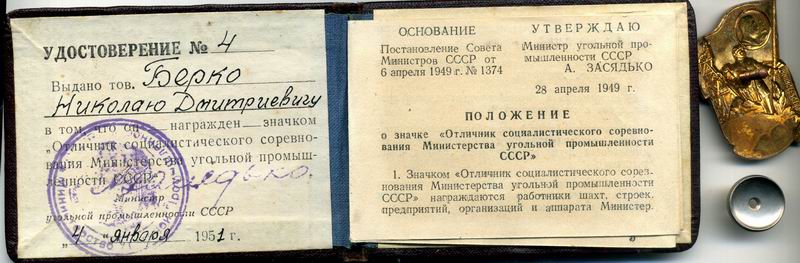 УДОСТОВЕРЕНИЕ № 4
Выдано тов. Берко
Николаю Дмитриевичу
в том, что он награжден значком
„Отличник социалистического соревно-
вания Министерства угольной промыш-
ленности СССР“
Министр
угольной промышленности СССР
„4“ января 1951 г.
ОСНОВАНИЕ
Постановление Совета
Министров СССР от
6 апреля 1949 г. № 1374
УТВЕРЖДАЮ
Министр угольной про-
мышленности СССР
А. ЗАСЯДЬКО
28 апреля 1949 г.
ПОЛОЖЕНИЕ
о значке «Отличник социалистического соревно-
вания Министерства угольной промышленности
СССР»
1. Значком «Отличник социалистического сорев-
нования Министерства угольной промышленности
СССР» награждаются работники шахт, строек,
предприятий, организаций и аппарата Министер-